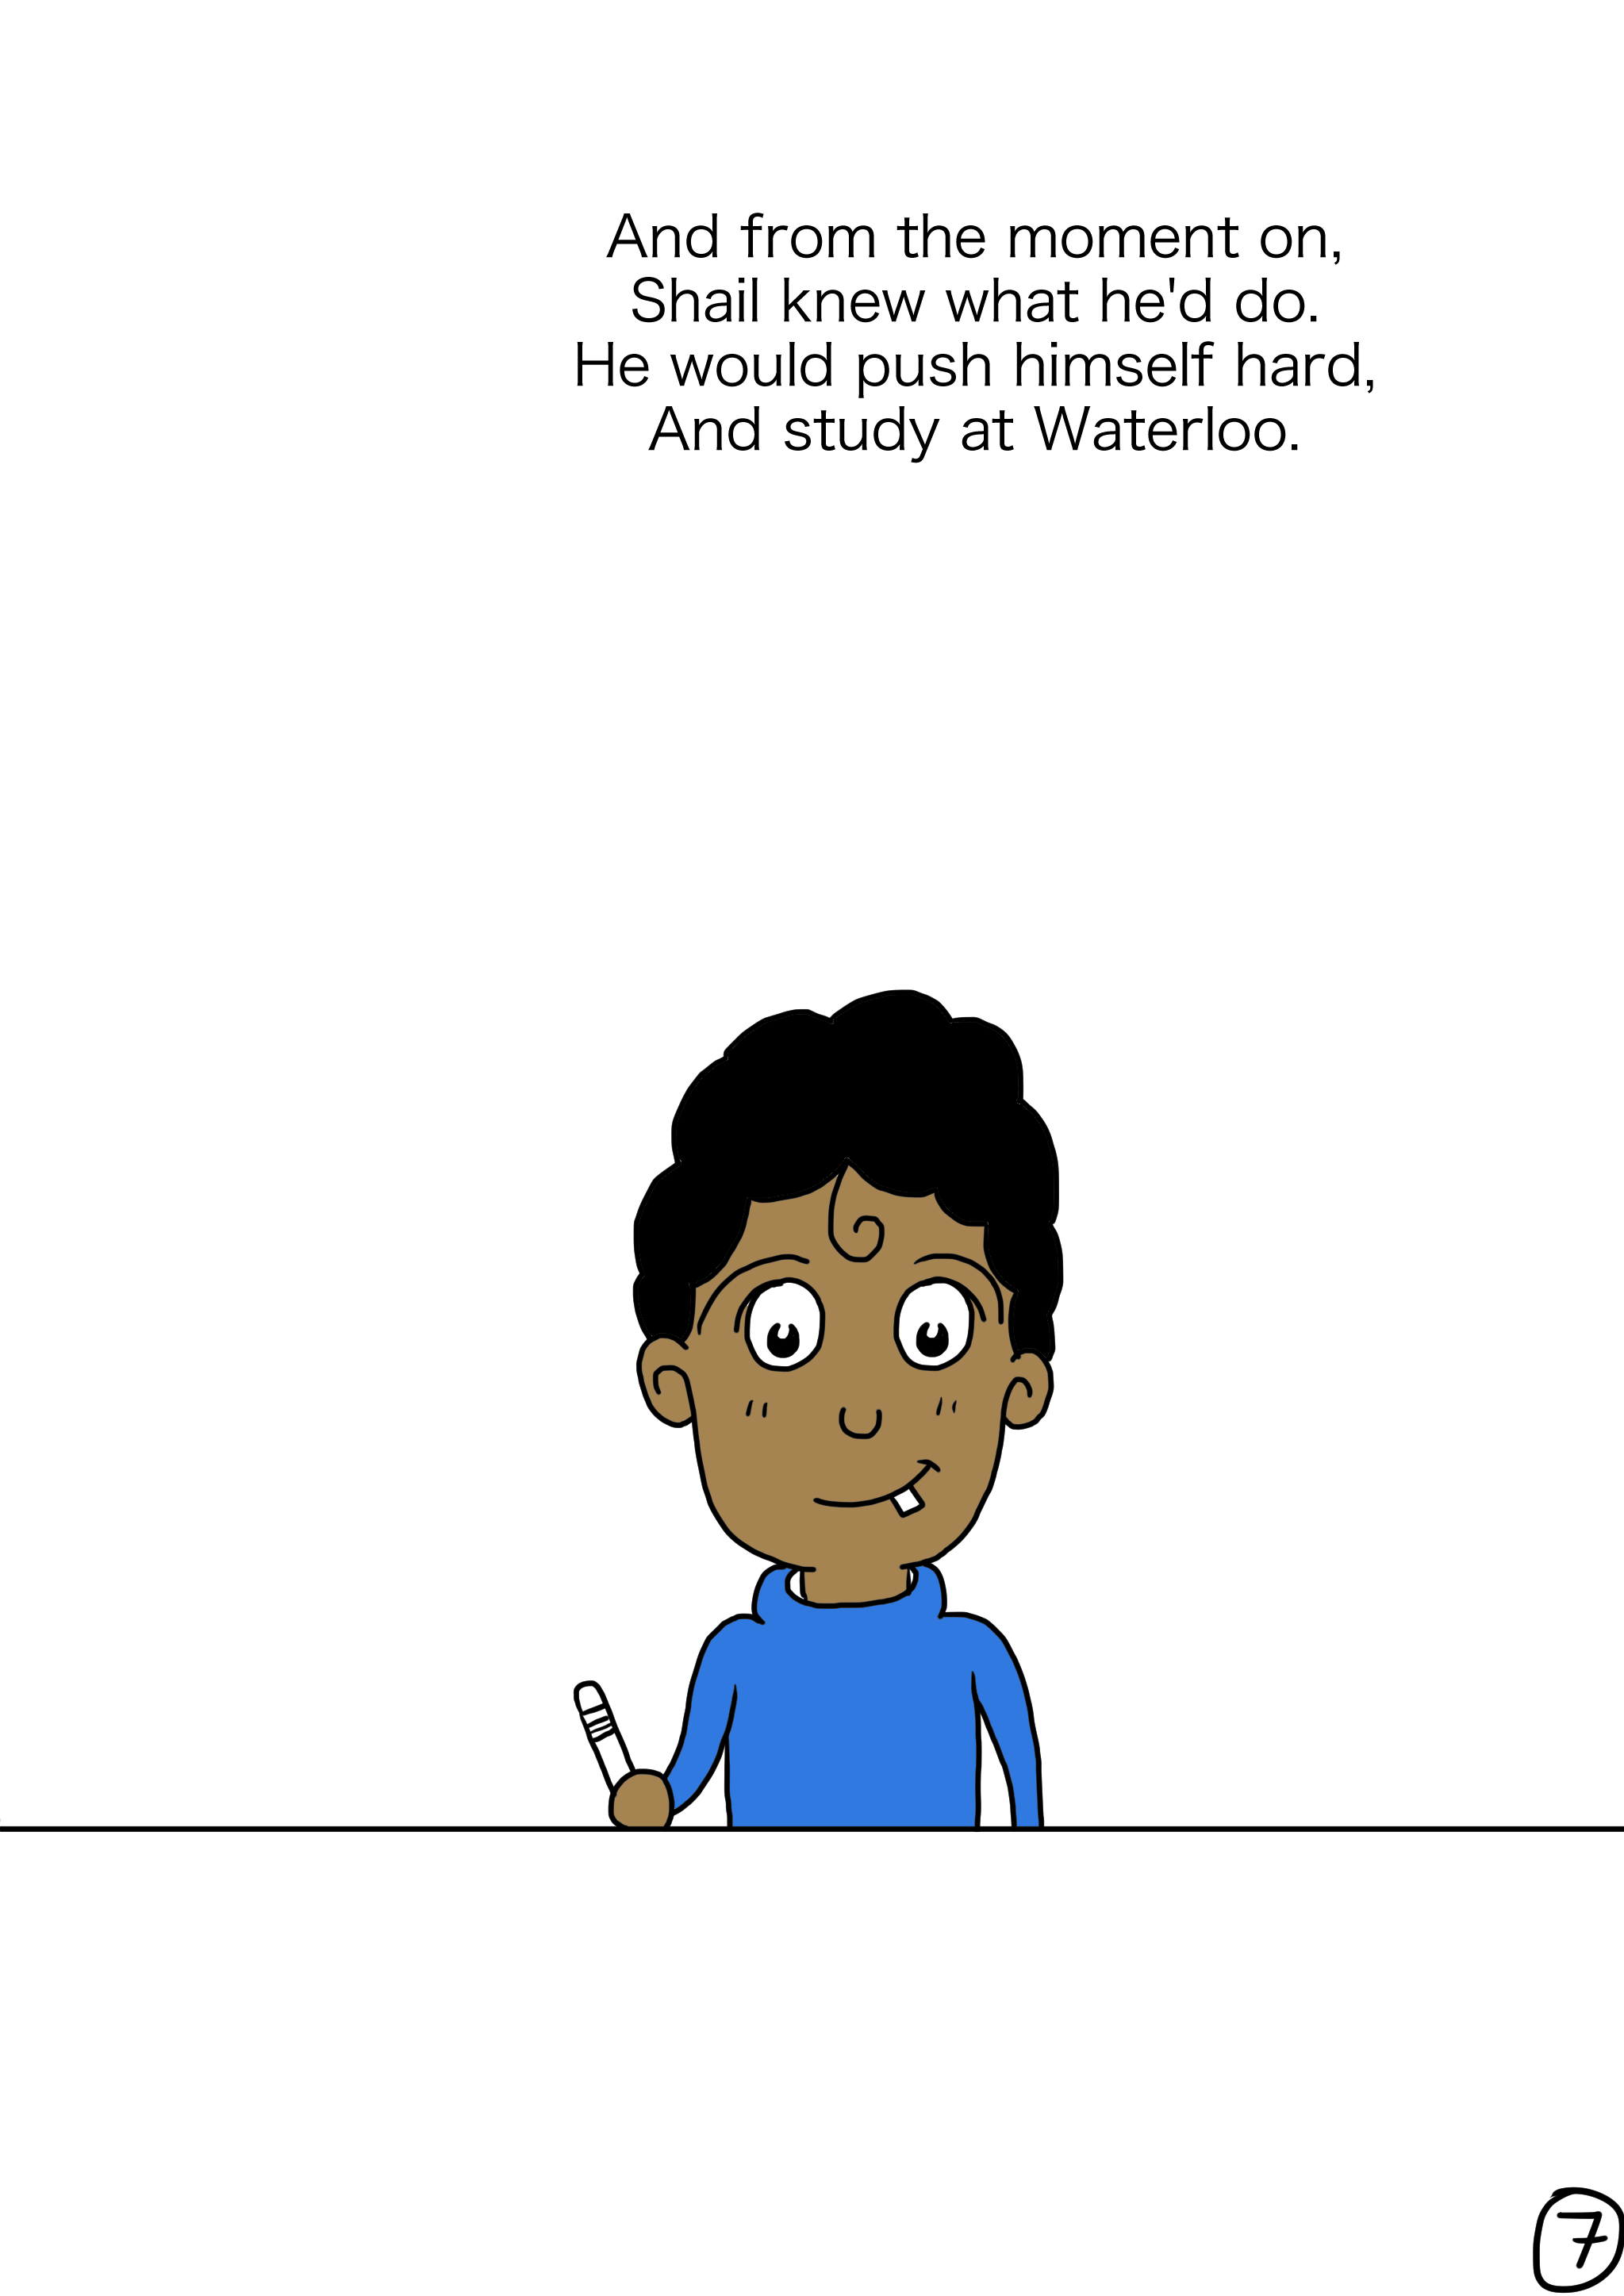 And from the moment on,
Shail knew what he'd do.
He would push himself hard,
And study at Waterloo.
7